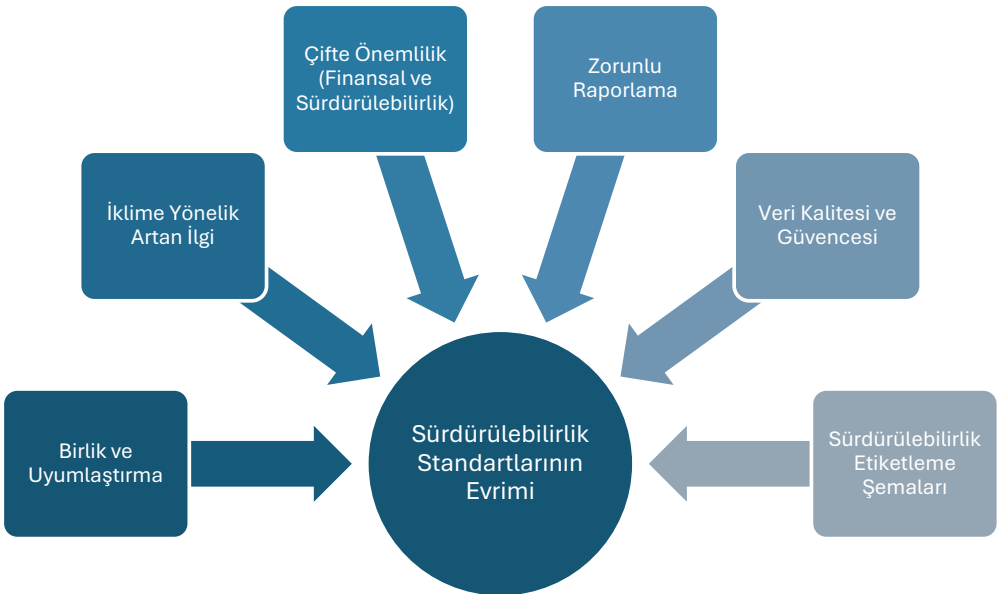 Çifte Önemlilik
(Finansal ve
Sürdürülebilirlik)
Zorunlu
Raporlama
İklime Yönelik
Artan İlgi
Veri Kalitesi ve
Güvencesi
Birlik ve
Uyumlaştırma
Sürdürülebilirlik
Standartlarının
Evrimi
Sürdürülebilirlik
Etiketleme
Şemaları